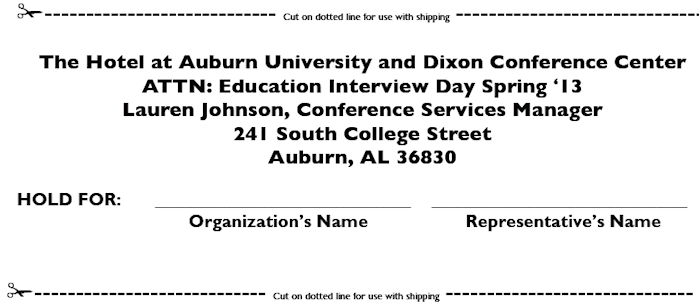 Cut on dotted line for use with shipping
The Hotel at Auburn University and Dixon Conference Center
ATTN: Education Interview Day Spring ‘13
Lauren Johnson, Conference Services Manager
241 South College Street
Auburn, AL 36830
HOLD FOR:
Organization’s Name Representative’s Name
Cut on dotted line for use with shipping